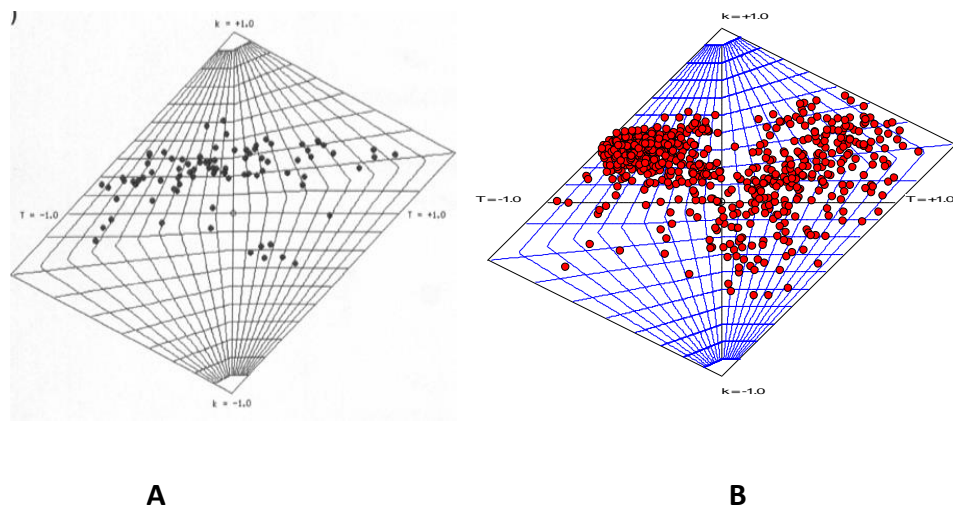 )
k = +1.0
T = -1.0
T = +1.0
k = -1.0
A
k=+1.0
T=-1.0
T=+1.0
k=-1.0
B